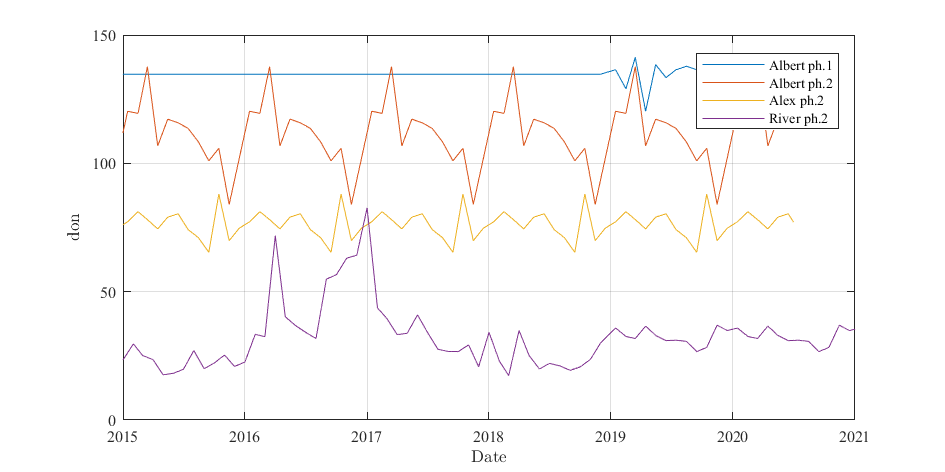 150
100
50
0
don
2015 2016 2017 2018 2019 2020 2021
Date
Albert ph.1
Albert ph.2
Alex ph.2
River ph.2